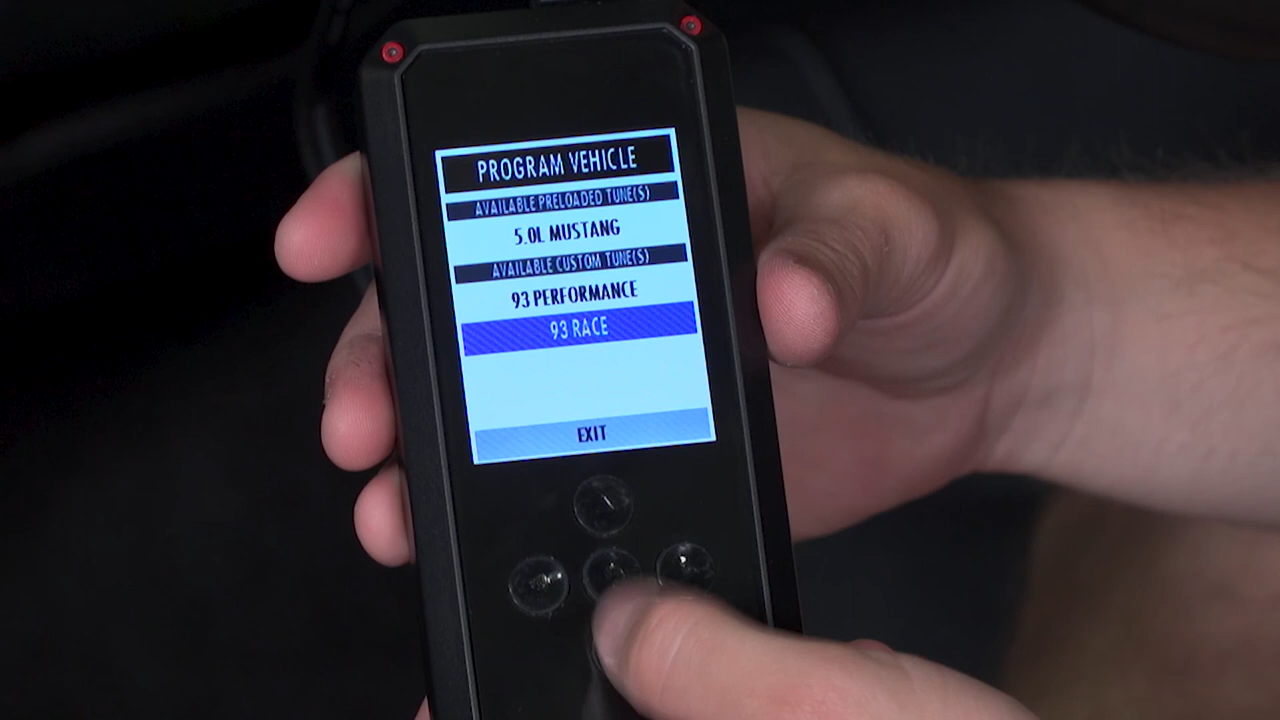 PROGRAM VEHICLE
AVAILABLE PRELOADED TUNE(S)
5.0L MUSTANG
AVAILABLE CUSTOM TUNE(S)
93 PERFORMANCE
93 RACE
EXIT